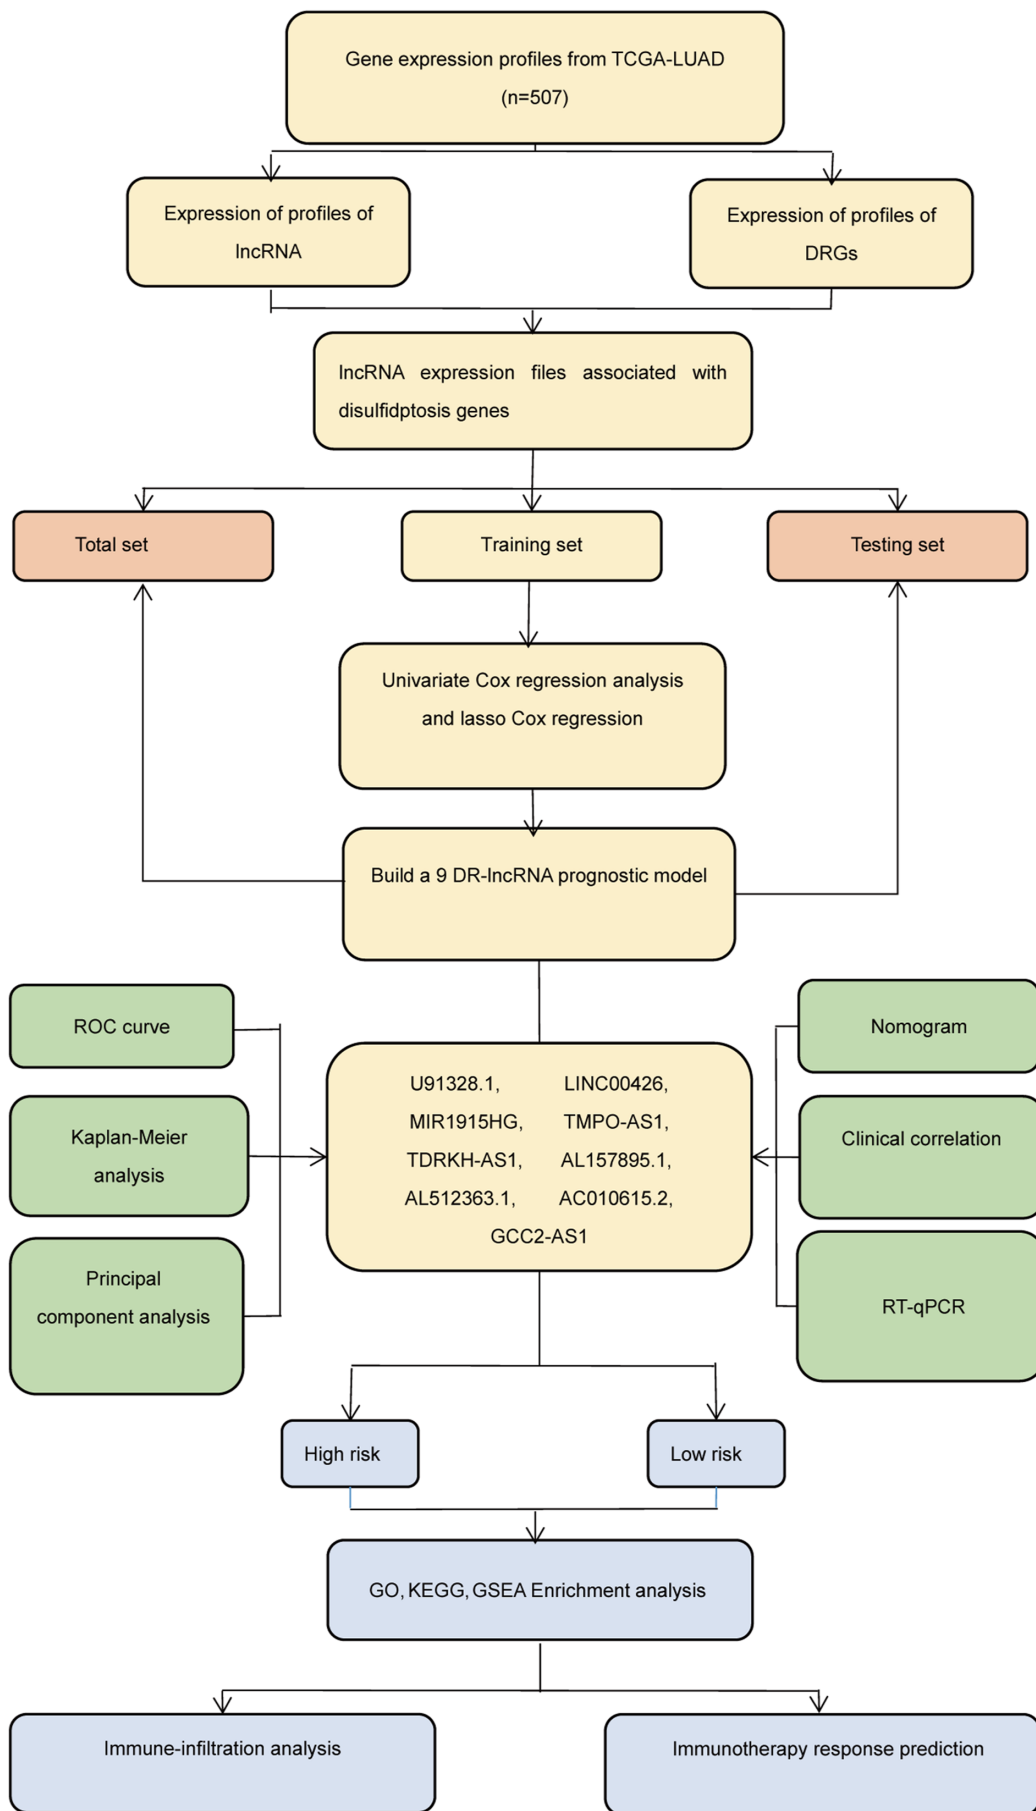 Gene expression profiles from TCGA-LUAD
(n=507)
Expression of profiles of
lncRNA
Expression of profiles of
DRGs
lncRNA expression files associated with
disulfidptosis genes
Total set
Training set
Testing set
Univariate Cox regression analysis
and lasso Cox regression
Build a 9 DR-lncRNA prognostic model
ROC curve
Kaplan-Meier
analysis
Principal
component analysis
U91328.1, LINC00426,
MIR1915HG, TMPO-AS1,
TDRKH-AS1, AL157895.1,
AL512363.1, AC010615.2,
GCC2-AS1
Nomogram
Clinical correlation
RT-qPCR
High risk
Low risk
GO, KEGG, GSEA Enrichment analysis
Immune-infiltration analysis
Immunotherapy response prediction